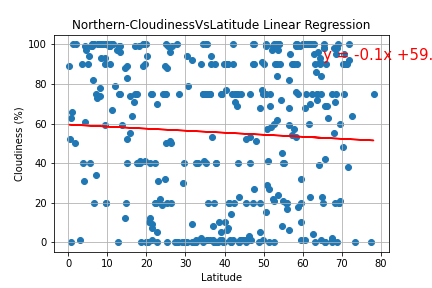 Northern-CloudinessVsLatitude Linear Regression
y = -0.1x +59.
100
80
60
40
20
0
Cloudiness (%)
0 10 20 30 40 50 60 70 80
Latitude